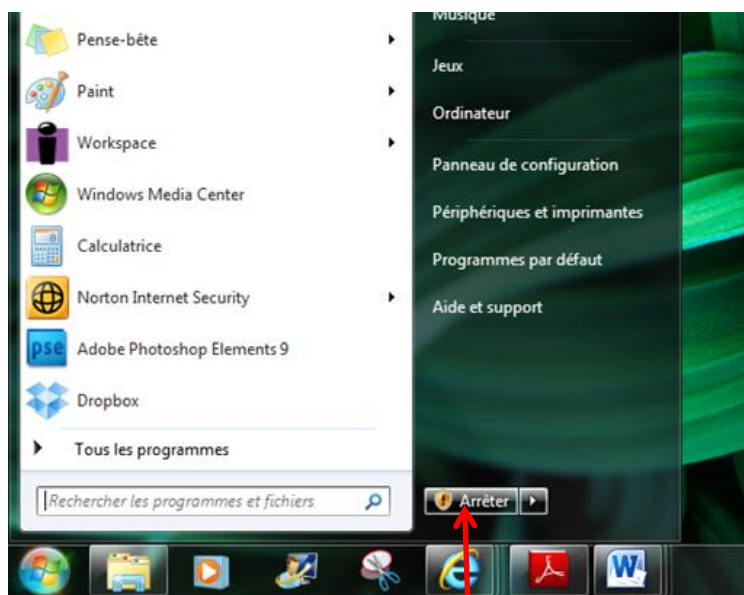 Pense-bête
Paint
Workspace
Windows Media Center
Calculatrice
Norton Internet Security
pse
Adobe Photoshop Elements 9
Dropbox
Tous les programmes
Rechercher les programmes et fichiers
Musique
Jeux
Ordinateur
Panneau de configuration
Périphériques et imprimantes
Programmes par défaut
Aide et support
Arrêter
W